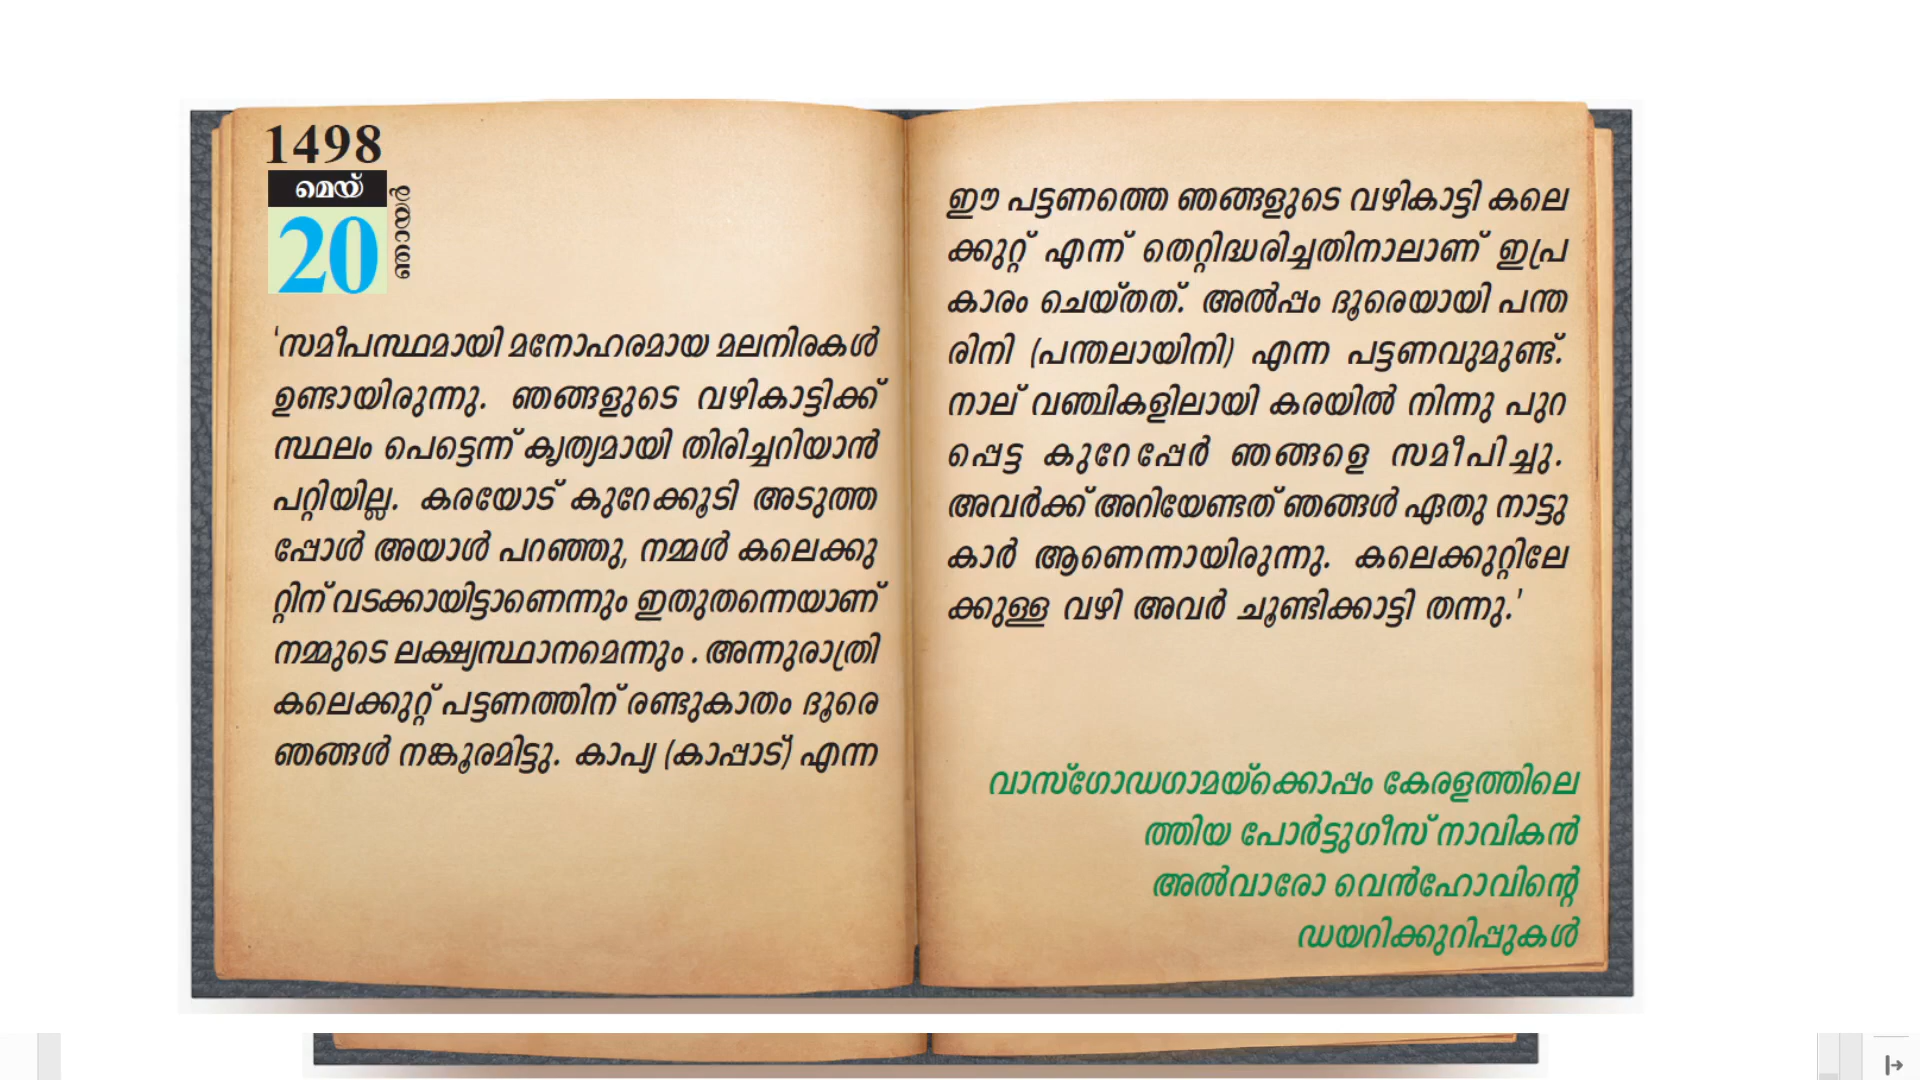 1498
മെയ്
20
ഞായർ
'സമീപസ്ഥമായി മനോഹരമായ മലനിരകൾ
ഉണ്ടായിരുന്നു. ഞങ്ങളുടെ വഴികാട്ടിക്ക്
സ്ഥലം പെട്ടെന്ന് കൃത്യമായി തിരിച്ചറിയാൻ
പറ്റിയില്ല. കരയോട് കുറേക്കൂടി അടുത്ത
പ്പോൾ അയാൾ പറഞ്ഞു, നമ്മൾ കലെക്കു
റ്റിന് വടക്കായിട്ടാണെന്നും ഇതുതന്നെയാണ്
നമ്മുടെ ലക്ഷ്യസ്ഥാനമെന്നും . അന്നുരാത്രി
കലെക്കുറ്റ് പട്ടണത്തിന് രണ്ടുകാതം ദൂരെ
ഞങ്ങൾ നങ്കൂരമിട്ടു. കാപ്യ (കാപ്പാട്) എന്ന
ഈ പട്ടണത്തെ ഞങ്ങളുടെ വഴികാട്ടി കലെ
ക്കുറ്റ് എന്ന് തെറ്റിദ്ധരിച്ചതിനാലാണ് ഇപ്ര
കാരം ചെയ്തത്. അൽപ്പം ദൂരെയായി പന്ത
രിനി (പന്തലായിനി) എന്ന പട്ടണവുമുണ്ട്.
നാല് വഞ്ചികളിലായി കരയിൽ നിന്നു പുറ
പ്പെട്ട കുറേപ്പേർ ഞങ്ങളെ സമീപിച്ചു.
അവർക്ക് അറിയേണ്ടത് ഞങ്ങൾ ഏതു നാട്ടു
കാർ ആണെന്നായിരുന്നു. കലെക്കുറ്റിലേ
ക്കുള്ള വഴി അവർ ചൂണ്ടിക്കാട്ടി തന്നു.'
വാസ്ഗോഡഗാമയ്ക്കൊപ്പം കേരളത്തിലെ
ത്തിയ പോർട്ടുഗീസ് നാവികൻ
അൽവാരോ വെൻഹോവിന്റെ
ഡയറിക്കുറിപ്പുകൾ